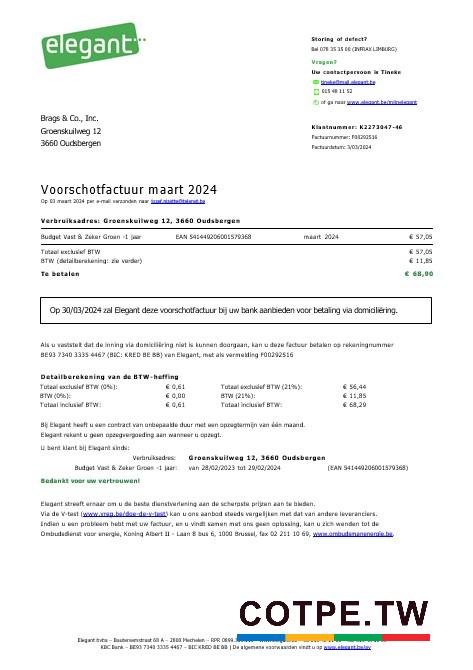 elegant
Storing of defect?
Bel 078 35 35 00 (INFRAX LIMBURG)
Vragen?
Uw contactpersoon is Tineke
tineke@mail.elegant.be
015 48 11 52
of ga naar www.elegant.be/mijnelegant
Brags & Co., Inc.
Groenskuilweg 12
3660 Oudsbergen
Klantnummer: K2273047-46
Factuurnummer: F00292516
Factuurdatum: 3/03/2024
Voorschotfactuur maart 2024
Op 03 maart 2024 per e-mail verzonden naar
Verbruiksadres: Groenskuilweg 12, 3660 Oudsbergen
Budget Vast & Zeker Groen -1 jaar EAN 541449206001579368 maart 2024 € 57,05
Totaal exclusief BTW € 57,05
BTW (detailberekening: zie verder) € 11,85
Te betalen € 68,90
Op 30/03/2024 zal Elegant deze voorschotfactuur bij uw bank aanbieden voor betaling via domiciliëring.
Als u vaststelt dat de inning via domiciliëring niet is kunnen doorgaan, kan u deze factuur betalen op rekeningnummer
BE93 7340 3335 4467 (BIC: KRED BE BB) van Elegant, met als vermelding F00292516
Detailberekening van de BTW-heffing
Totaal exclusief BTW (0%): € 0,61 Totaal exclusief BTW (21%): € 56,44
BTW (0%): € 0,00 BTW (21%): € 11,85
Totaal inclusief BTW: € 0,61 Totaal inclusief BTW: € 68,29
Bij Elegant heeft u een contract van onbepaalde duur met een opzegtermijn van één maand.
Elegant rekent u geen opzegvergoeding aan wanneer u opzegt.
U bent klant bij Elegant sinds:
Verbruiksadres: Groenskuilweg 12, 3660 Oudsbergen
Budget Vast & Zeker Groen -1 jaar: van 28/02/2023 tot 29/02/2024 (EAN 541449206001579368)
Bedankt voor uw vertrouwen!
Elegant streeft ernaar om u de beste dienstverlening aan de scherpste prijzen aan te bieden.
Via de V-test (www.vreg.be/doe-de-v-test) kan u ons aanbod steeds vergelijken met dat van andere leveranciers.
Indien u een probleem hebt met uw factuur, en u vindt samen met ons geen oplossing, kan u zich wenden tot de
Ombudsdienst voor energie, Koning Albert II - Laan 8 bus 6, 1000 Brussel, fax 02 211 10 69, www.ombudsmanenergie.be.
COTPE.TW
Elegant bvba – Bautersemstraat 69 A – 2800 Mechelen – RPR
KBC Bank – BE93 7340 3335 4467 – BIC KRED BE BB | De algemene voorwaarden vindt u op www.elegant.be/av